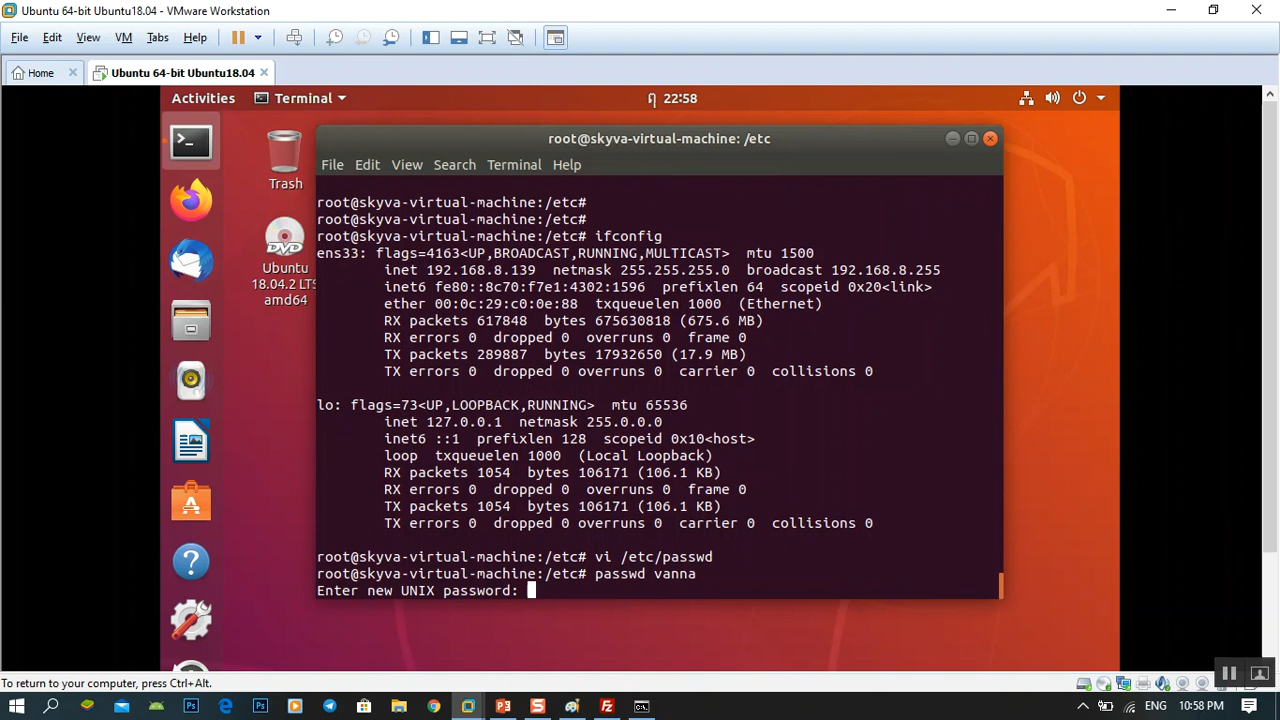 Ubuntu 64-bit Ubuntu18.04 - VMware Workstation
File Edit View VM Tabs Help
Home Ubuntu 64-bit Ubuntu18.04
Activities Terminal ฤ 22:58
root@skyva-virtual-machine: /etc
File Edit View Search Terminal Help
Trash
Ubuntu
18.04.2 LTS
amd64
root@skyva-virtual-machine:/etc#
root@skyva-virtual-machine:/etc#
root@skyva-virtual-machine:/etc# ifconfig
ens33: flags=4163<UP,BROADCAST,RUNNING,MULTICAST>  mtu 1500
        inet 192.168.8.139  netmask 255.255.255.0  broadcast 192.168.8.255
        inet6 fe80::8c70:f7e1:4302:1596  prefixlen 64  scopeid 0x20<link>
        ether 00:0c:29:c0:0e:88  txqueuelen 1000  (Ethernet)
        RX packets 617848  bytes 675630818 (675.6 MB)
        RX errors 0  dropped 0  overruns 0  frame 0
        TX packets 289887  bytes 17932650 (17.9 MB)
        TX errors 0  dropped 0 overruns 0  carrier 0  collisions 0
lo: flags=73<UP,LOOPBACK,RUNNING>  mtu 65536
        inet 127.0.0.1  netmask 255.0.0.0
        inet6 ::1  prefixlen 128  scopeid 0x10<host>
        loop  txqueuelen 1000  (Local Loopback)
        RX packets 1054  bytes 106171 (106.1 KB)
        RX errors 0  dropped 0  overruns 0  frame 0
        TX packets 1054  bytes 106171 (106.1 KB)
        TX errors 0  dropped 0 overruns 0  carrier 0  collisions 0
root@skyva-virtual-machine:/etc# vi /etc/passwd
root@skyva-virtual-machine:/etc# passwd vanna
Enter new UNIX password:
To return to your computer, press Ctrl+Alt.
ENG 10:58 PM